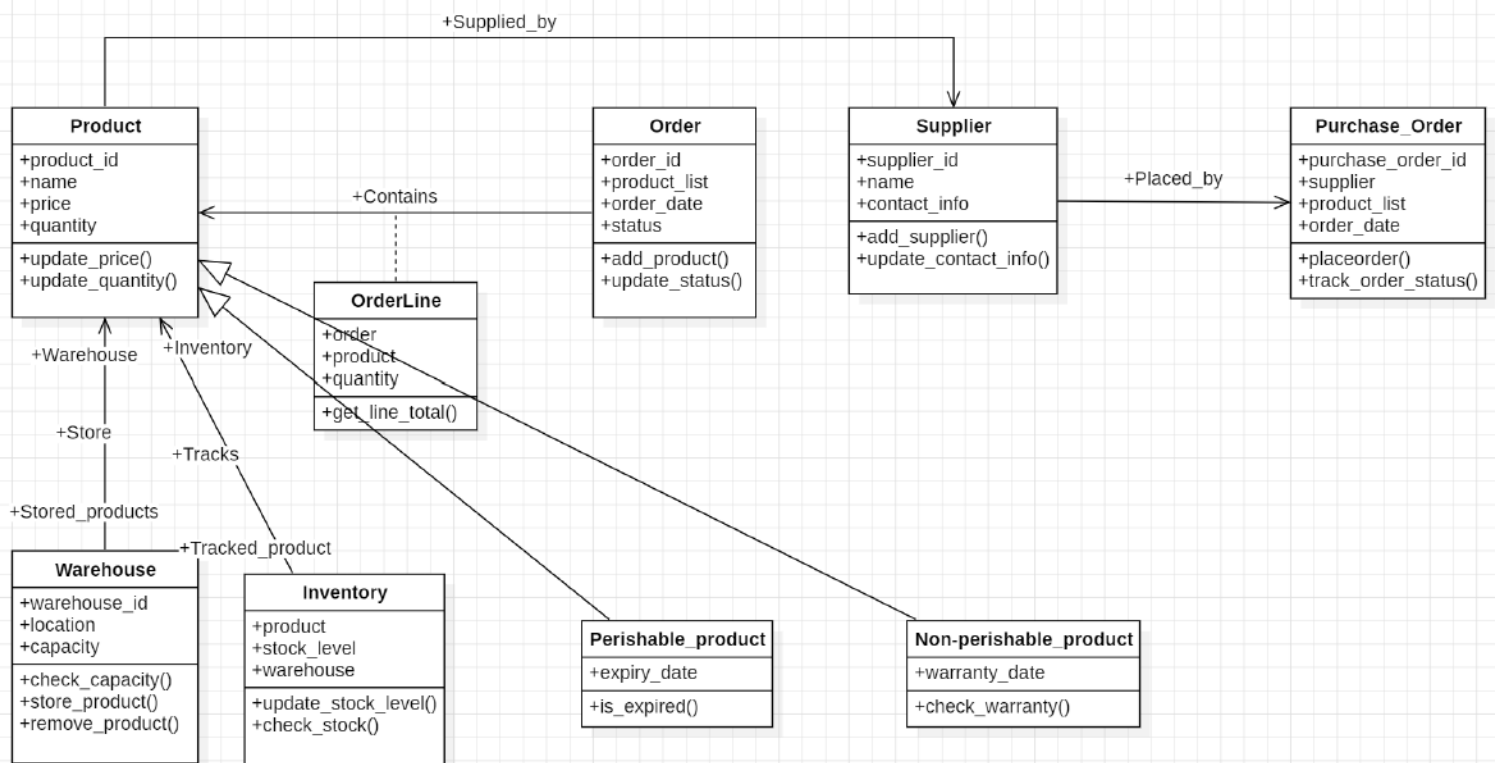 +Supplied_by
Product
+product_id
+name
+price
+quantity
+update_price()
+update_quantity()
+Contains
Order
+order_id
+product_list
+order_date
+status
+add_product()
+update_status()
Supplier
+supplier_id
+name
+contact_info
+add_supplier()
+update_contact_info()
+Placed_by
Purchase_Order
+purchase_order_id
+supplier
+product_list
+order_date
+placeorder()
+track_order_status()
OrderLine
+order
+product
+quantity
+get_line_total()
+Warehouse
+Inventory
+Store
+Tracks
+Stored_products
+Tracked_product
Warehouse
+warehouse_id
+location
+capacity
+check_capacity()
+store_product()
+remove_product()
Inventory
+product
+stock_level
+warehouse
+update_stock_level()
+check_stock()
Perishable_product
+expiry_date
+is_expired()
Non-perishable_product
+warranty_date
+check_warranty()